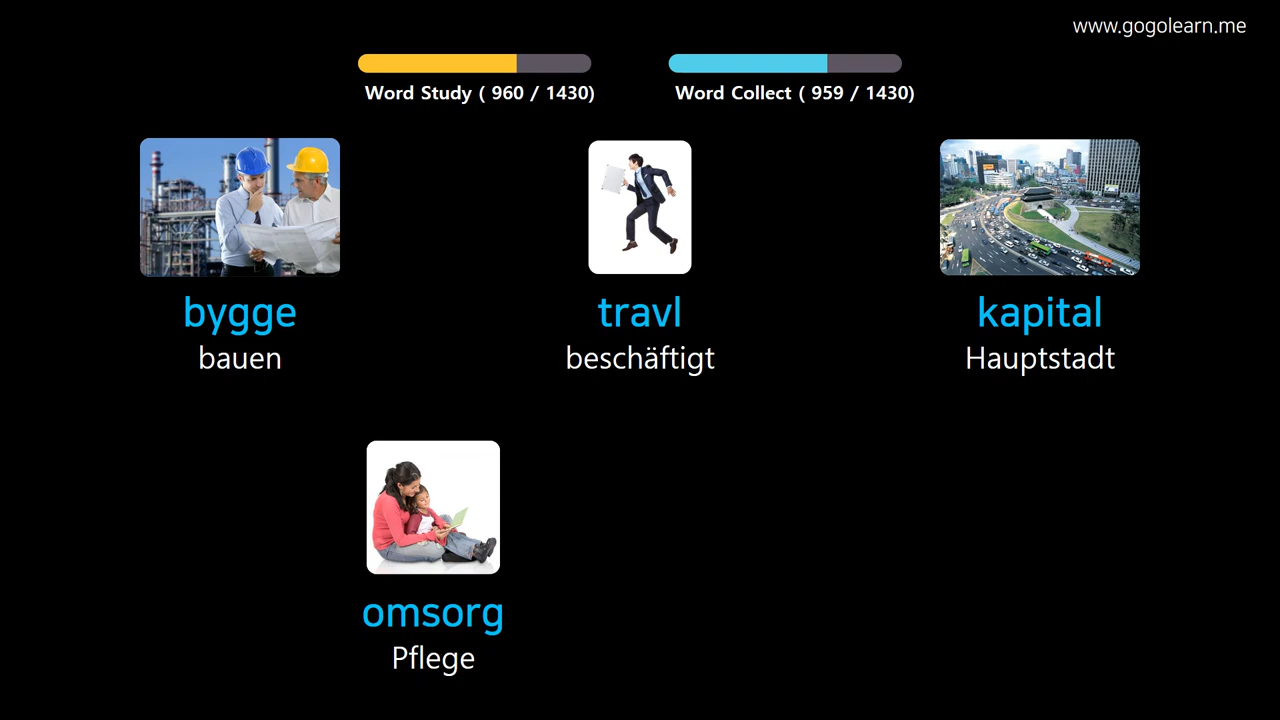 www.gogolearn.me
Word Study ( 960 / 1430)
Word Collect ( 959 / 1430)
bygge
bauen
travl
beschäftigt
kapital
Hauptstadt
omsorg
Pflege